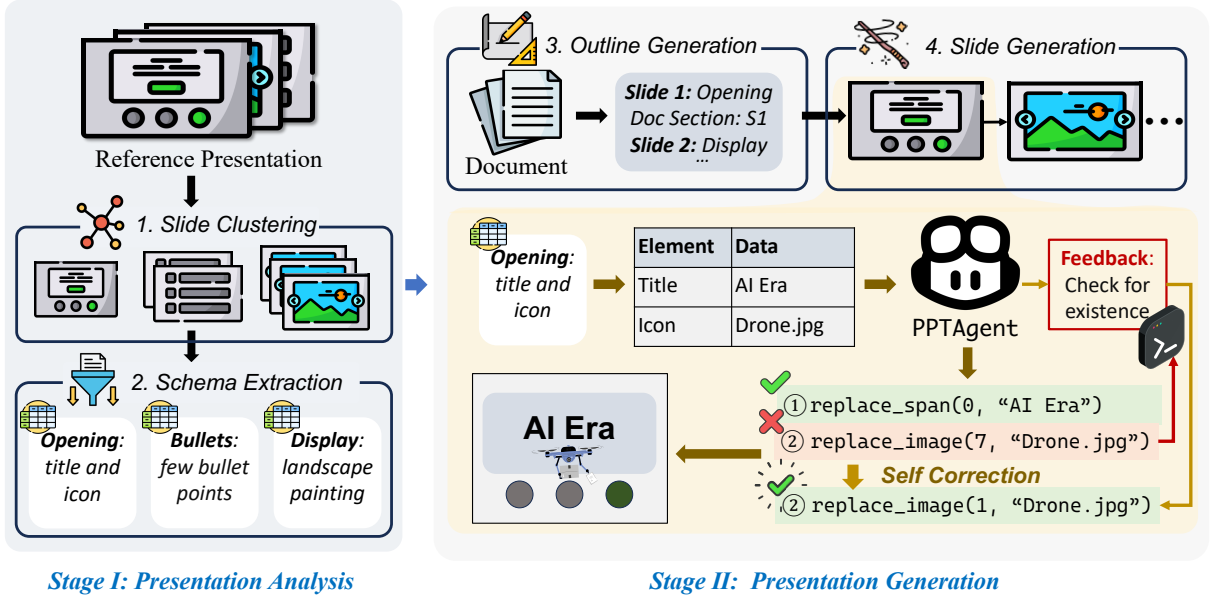 Reference Presentation
1. Slide Clustering
2. Schema Extraction
Opening:
title and
icon
Bullets:
few bullet
points
Display:
landscape
painting
Stage I: Presentation Analysis
3. Outline Generation
Document
Slide 1: Opening
Doc Section: S1
Slide 2: Display
...
4. Slide Generation
Opening:
title and
icon
Element Data
Title AI Era
Icon Drone.jpg
PPTAgent
Feedback:
Check for
existence
① replace_span(0, “AI Era”)
② replace_image(7, “Drone.jpg”)
Self Correction
② replace_image(1, “Drone.jpg”)
AI Era
Stage II: Presentation Generation